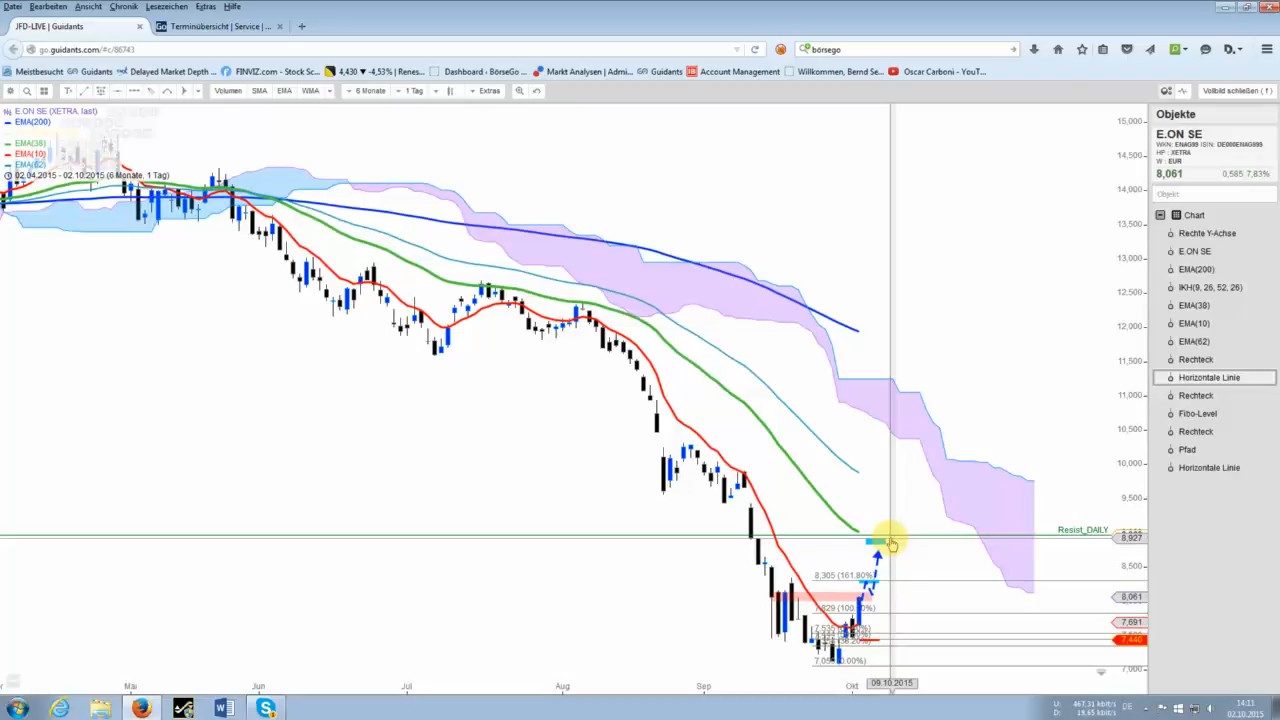 Datei Bearbeiten Ansicht Chronik Lesezeichen Extras Hilfe
JFD-LIVE | Guidants
Terminübersicht | Service | ...
go.guidants.com/#c/86743
börsego
Meistbesucht Guidants Delayed Market Depth ... FINVIZ.com - Stock Sc... 4,430 ▼ -4,53% | Renes... Dashboard - BörseGo ... Markt Analysen | Admi... Guidants Account Management Willkommen, Bernd Se... Oscar Carboni - YouT...
Volumen SMA EMA WMA 6 Monate 1 Tag Extras
Vollbild schließen ( f )
E.ON SE (XETRA, last)
EMA(200)
EMA(38)
EMA(10)
EMA(62)
02.04.2015 - 02.10.2015 (6 Monate, 1 Tag)
15,000
14,500
14,000
13,500
13,000
12,500
12,000
11,500
11,000
10,500
10,000
9,500
Resist_DAILY
8,927
8,500
8,061
7,691
7,440
7,000
8,305 (161.80%)
Mai Jun Jul Aug Sep Okt
09.10.2015
Objekte
E.ON SE
WKN: ENAG99 ISIN: DE000ENAG999
HP : XETRA
W : EUR
8,061 0,585 7,83%
Objekt
Chart
Rechte Y-Achse
E.ON SE
EMA(200)
IKH(9, 26, 52, 26)
EMA(38)
EMA(10)
EMA(62)
Rechteck
Horizontale Linie
Rechteck
Fibo-Level
Rechteck
Pfad
Horizontale Linie
U: 467,31 kbit/s
D: 19,65 kbit/s
DE
14:11
02.10.2015